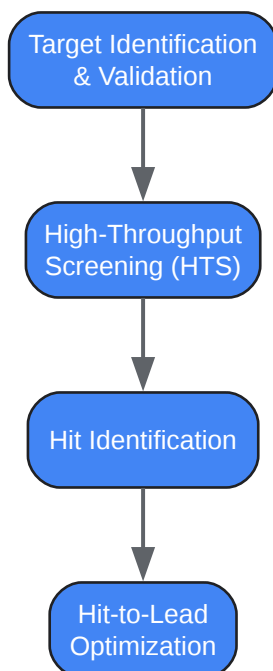 Target Identification
& Validation
High-Throughput
Screening (HTS)
Hit Identification
Hit-to-Lead
Optimization